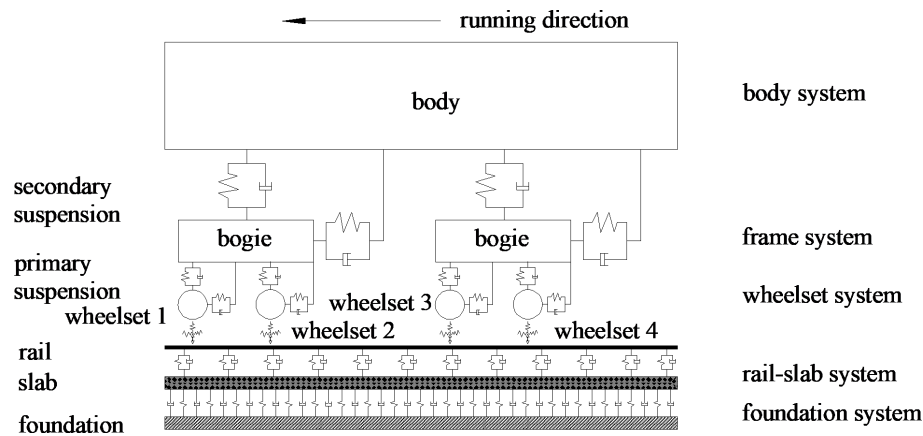 running direction
body
body system
secondary
suspension
bogie
bogie
frame system
primary
suspension
wheelset 1
wheelset 2
wheelset 3
wheelset 4
wheelset system
rail
slab
rail-slab system
foundation
foundation system